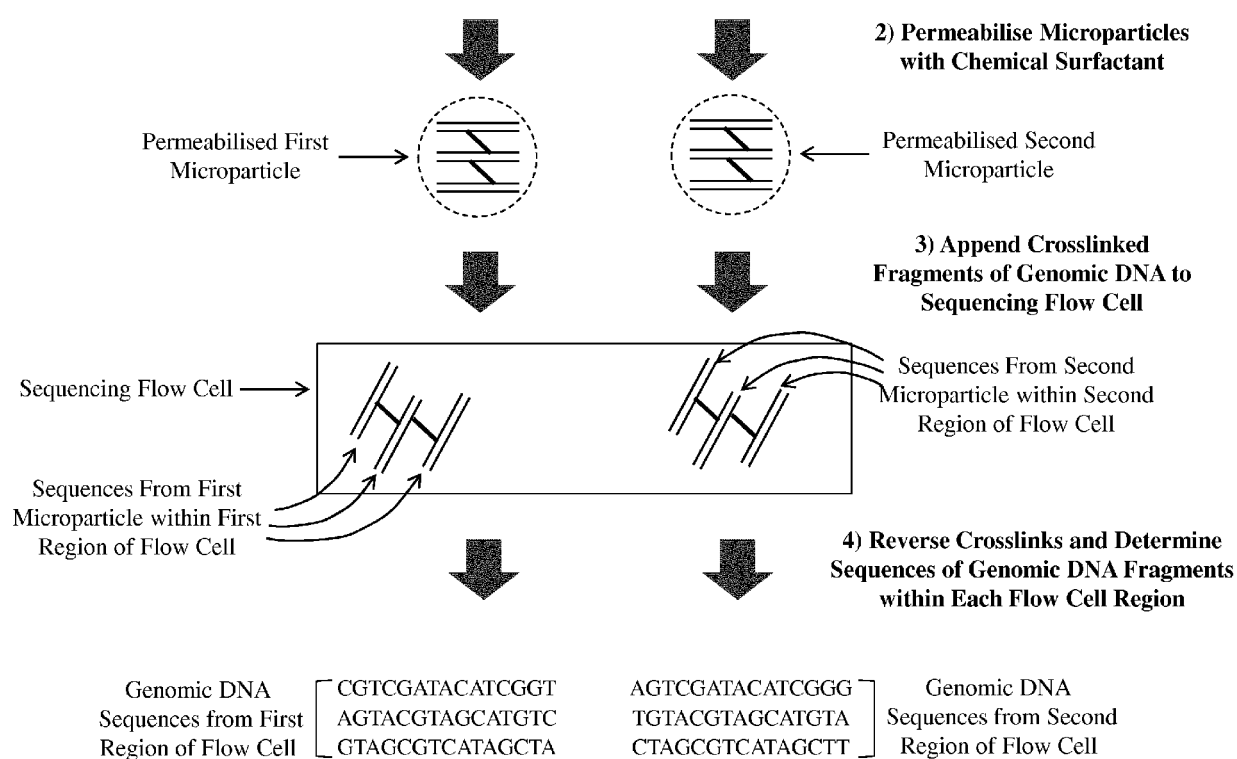 2) Permeabilise Microparticles
with Chemical Surfactant
Permeabilised First
Microparticle
Permeabilised Second
Microparticle
3) Append Crosslinked
Fragments of Genomic DNA to
Sequencing Flow Cell
Sequencing Flow Cell
Sequences From Second
Microparticle within Second
Region of Flow Cell
Sequences From First
Microparticle within First
Region of Flow Cell
4) Reverse Crosslinks and Determine
Sequences of Genomic DNA Fragments
within Each Flow Cell Region
Genomic DNA
Sequences from First
Region of Flow Cell
CGTCGATACATCGGT
AGTACGTAGCATGTC
GTAGCGTCATAGCTA
AGTCGATACATCGGG
TGTACGTAGCATGTA
CTAGCGTCATAGCTT
Genomic DNA
Sequences from Second
Region of Flow Cell